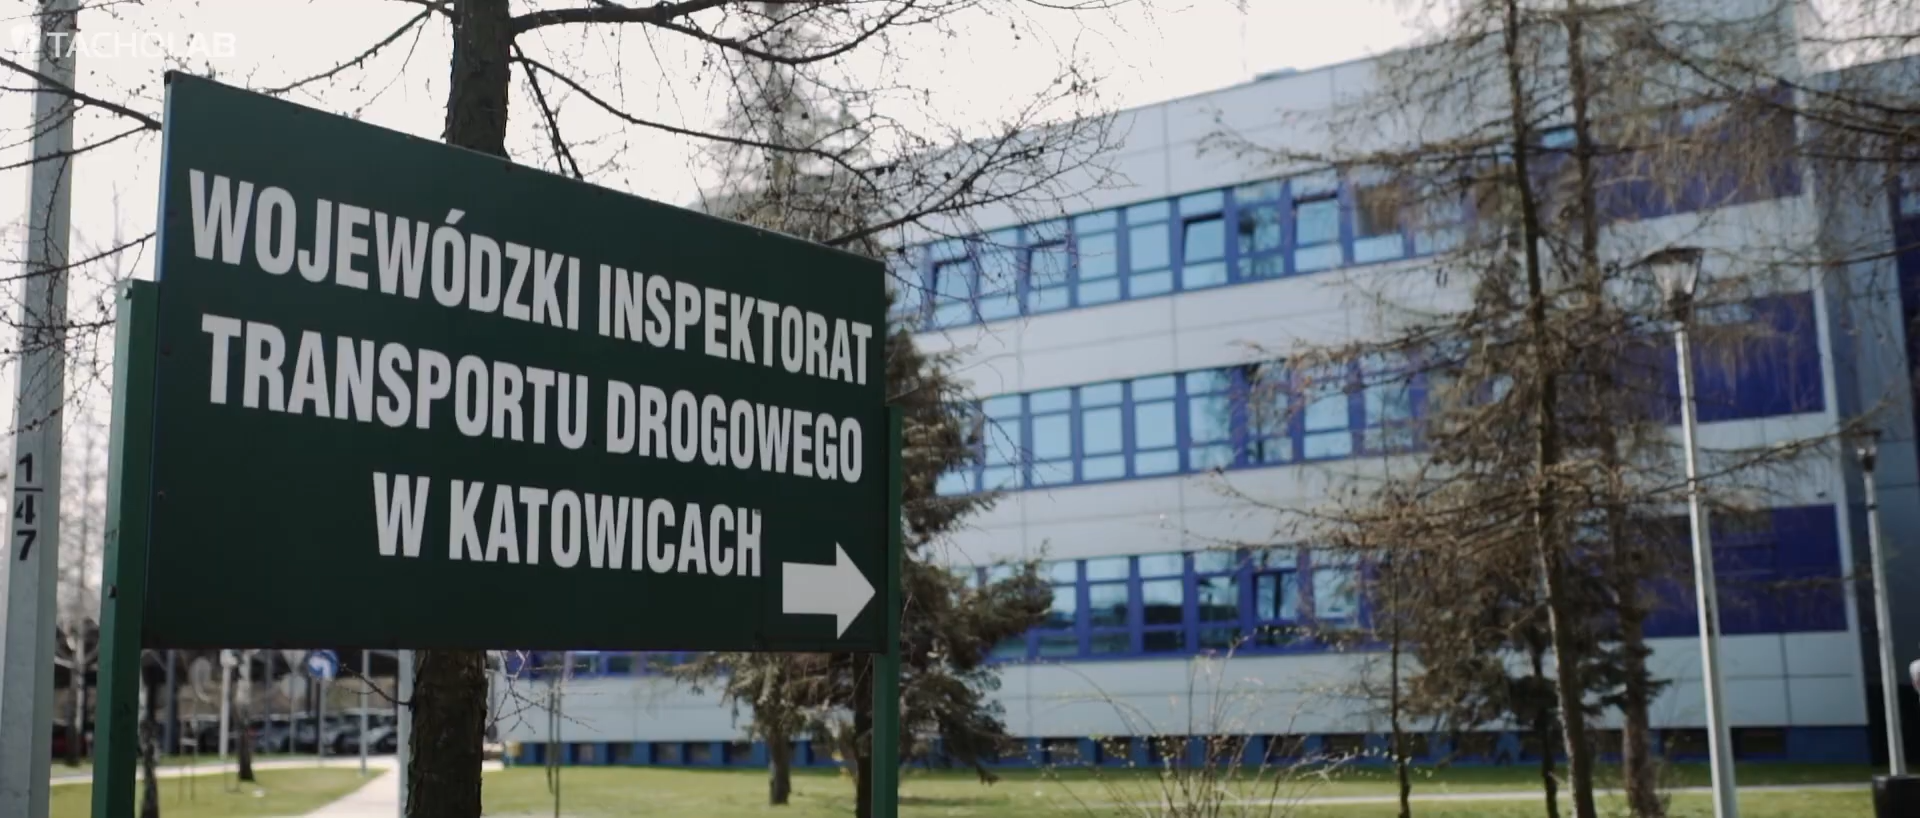 TACHOLAB
WOJEWÓDZKI INSPEKTORAT
TRANSPORTU DROGOWEGO
W KATOWICACH
1
47